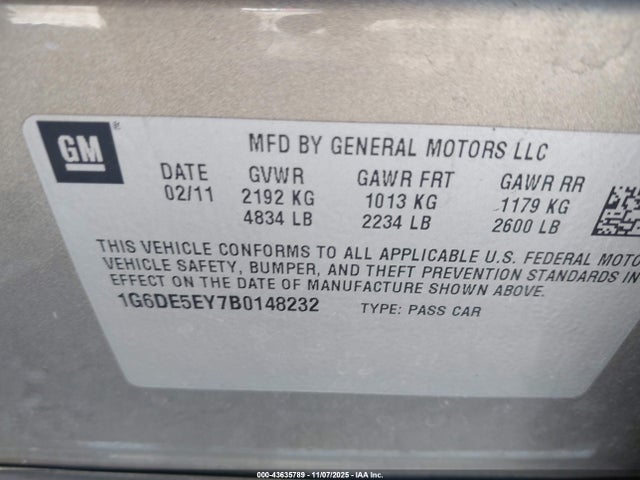 GM®
MFD BY GENERAL MOTORS LLC
DATE GVWR GAWR FRT GAWR RR
02/11 2192 KG 1013 KG 1179 KG
4834 LB 2234 LB 2600 LB
THIS VEHICLE CONFORMS TO ALL APPLICABLE U.S. FEDERAL MOTO
VEHICLE SAFETY, BUMPER, AND THEFT PREVENTION STANDARDS IN
EFFECT ON THE DATE OF MANUFACTURE SHOWN ABOVE.
1G6DE5EY7B0148232 TYPE: PASS CAR
000-43635789 - 11/07/2025 - IAA Inc.